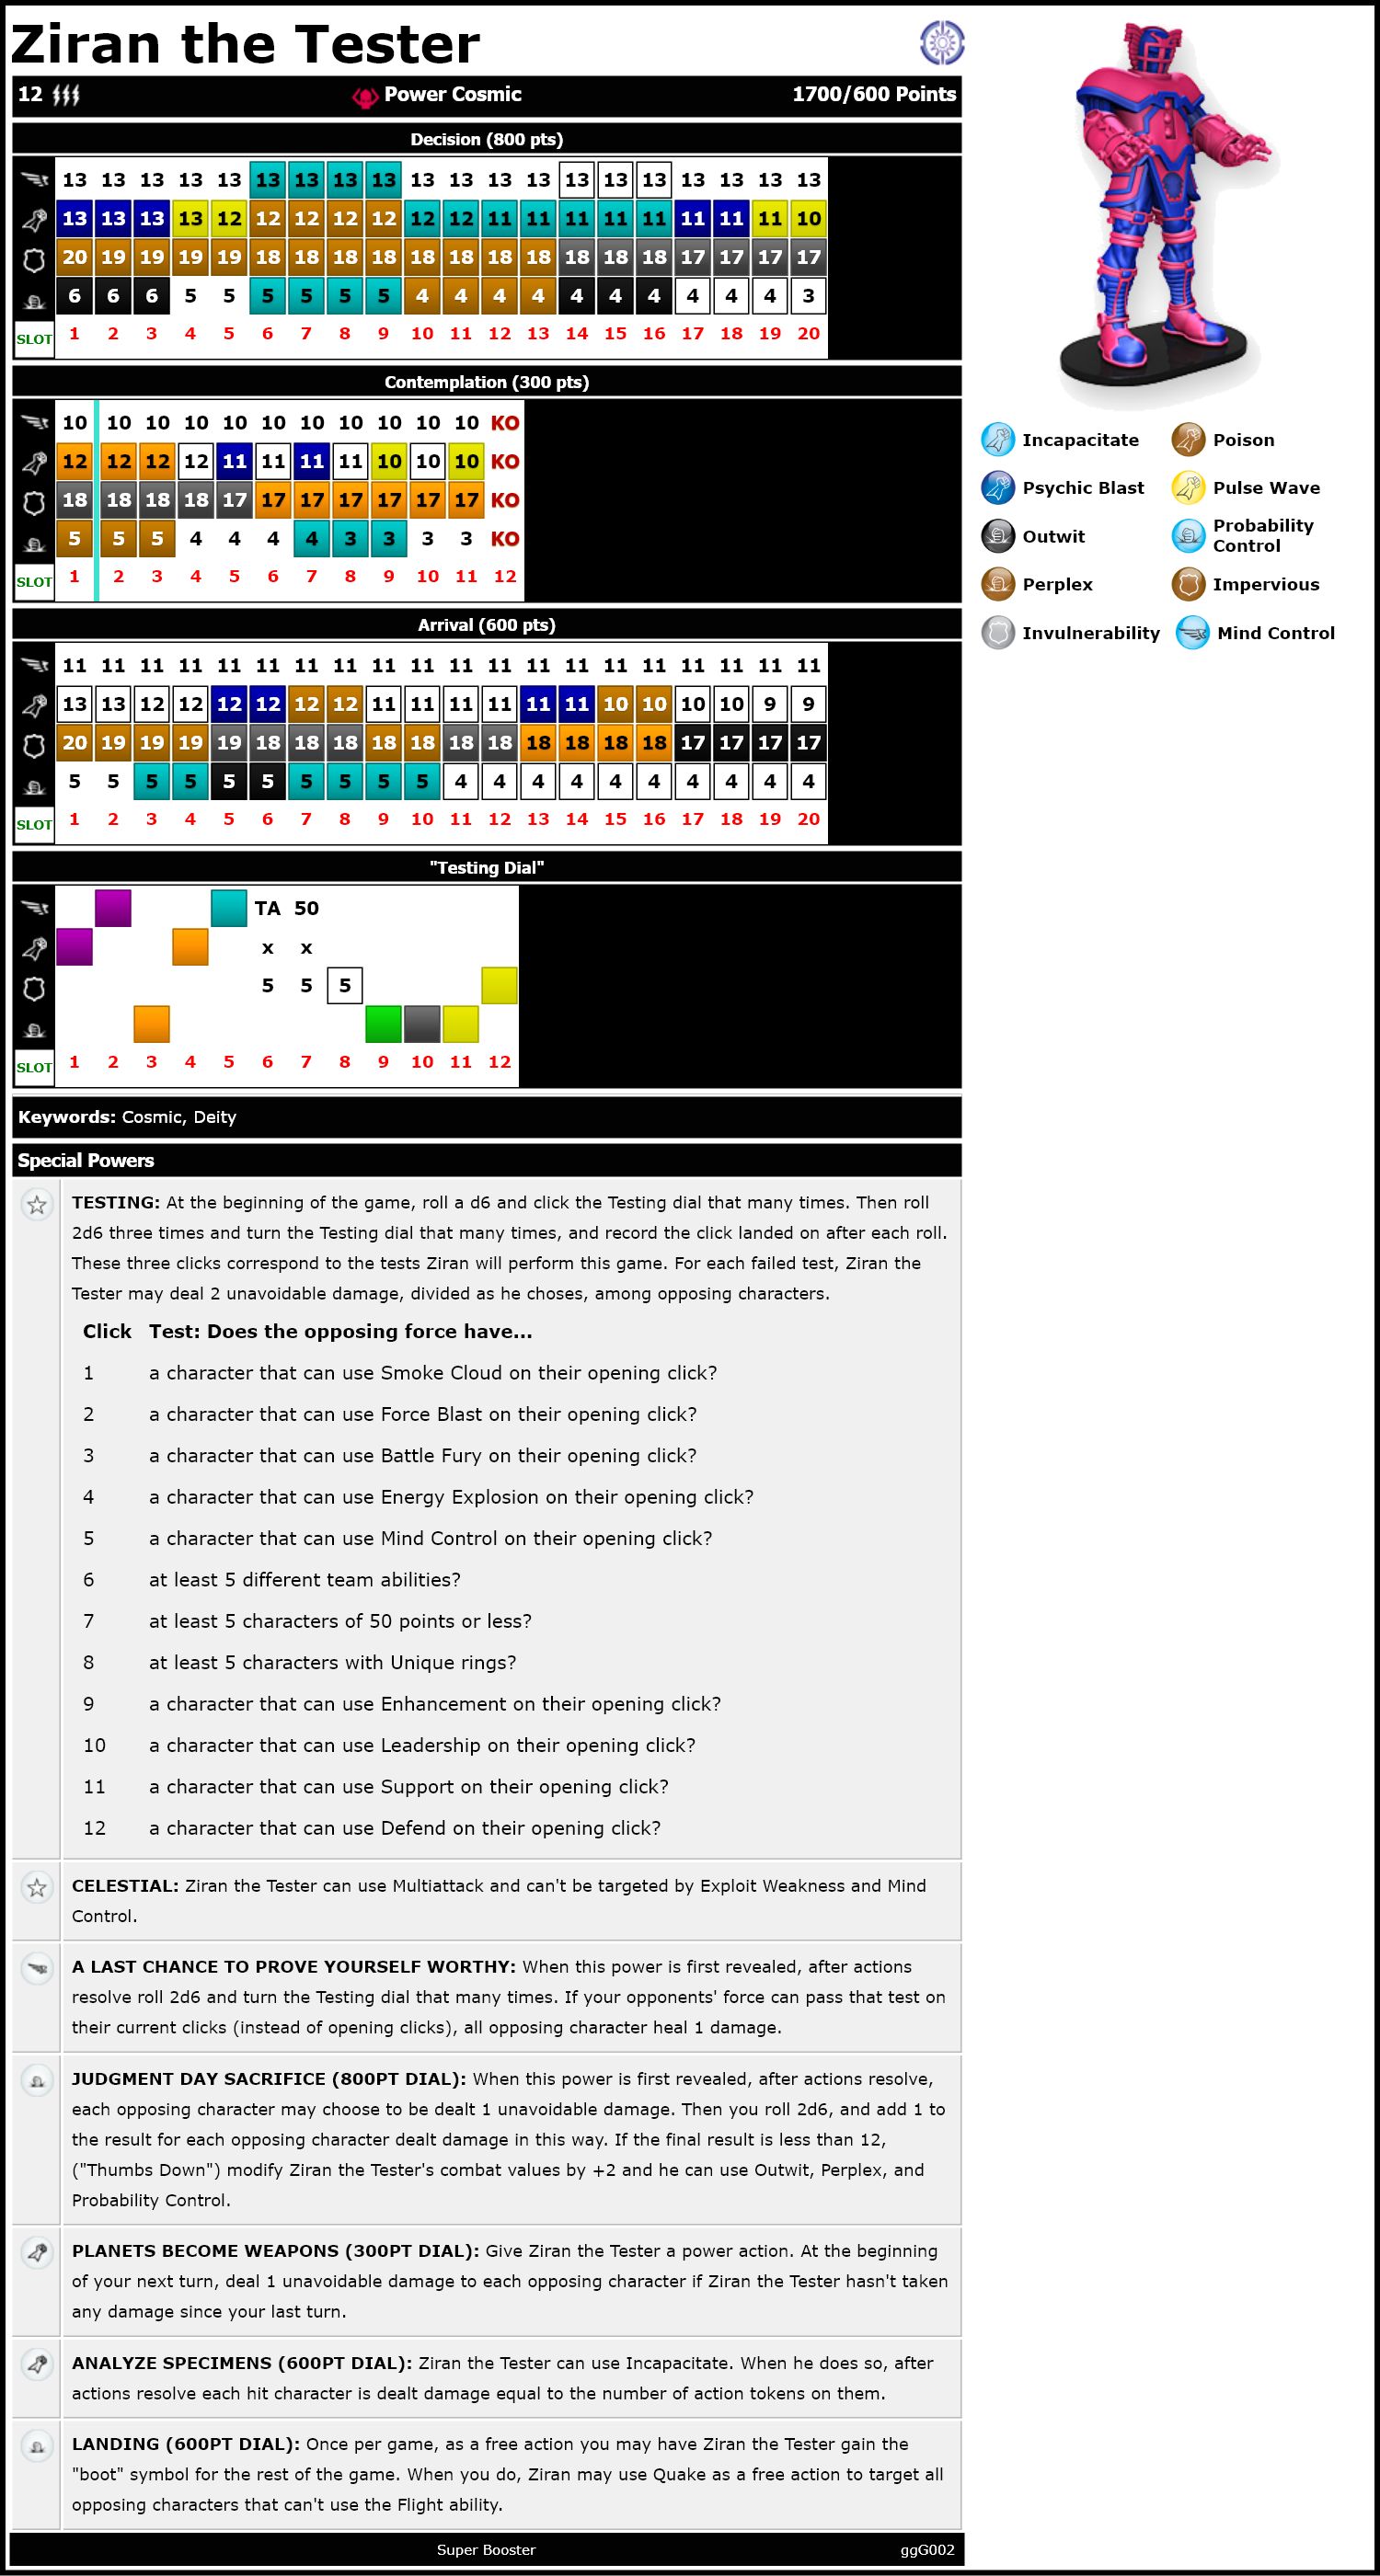 Ziran the Tester
12 Power Cosmic 1700/600 Points
Decision (800 pts)
13 13 13 13 13 13 13 13 13 13 13 13 13 13 13 13 13 13 13 13
13 13 13 13 12 12 12 12 12 12 12 11 11 11 11 11 11 11 11 10
20 19 19 19 19 18 18 18 18 18 18 18 18 18 18 18 17 17 17 17
6 6 6 5 5 5 5 5 5 4 4 4 4 4 4 4 4 4 4 3
SLOT 1 2 3 4 5 6 7 8 9 10 11 12 13 14 15 16 17 18 19 20
Contemplation (300 pts)
10 10 10 10 10 10 10 10 10 10 10 KO
12 12 12 12 11 11 11 11 10 10 10 KO
18 18 18 18 17 17 17 17 17 17 17 KO
5 5 5 4 4 4 4 3 3 3 3 KO
SLOT 1 2 3 4 5 6 7 8 9 10 11 12
Arrival (600 pts)
11 11 11 11 11 11 11 11 11 11 11 11 11 11 11 11 11 11 11 11
13 13 12 12 12 12 12 12 11 11 11 11 11 11 10 10 10 10 9 9
20 19 19 19 19 18 18 18 18 18 18 18 18 18 18 18 17 17 17 17
5 5 5 5 5 5 5 5 5 5 4 4 4 4 4 4 4 4 4 4
SLOT 1 2 3 4 5 6 7 8 9 10 11 12 13 14 15 16 17 18 19 20
"Testing Dial"
TA 50
x x
5 5 5
SLOT 1 2 3 4 5 6 7 8 9 10 11 12
Incapacitate Poison
Psychic Blast Pulse Wave
Outwit Probability Control
Perplex Impervious
Invulnerability Mind Control
Keywords: Cosmic, Deity
Special Powers
TESTING: At the beginning of the game, roll a d6 and click the Testing dial that many times. Then roll
2d6 three times and turn the Testing dial that many times, and record the click landed on after each roll.
These three clicks correspond to the tests Ziran will perform this game. For each failed test, Ziran the
Tester may deal 2 unavoidable damage, divided as he choses, among opposing characters.
Click Test: Does the opposing force have...
1 a character that can use Smoke Cloud on their opening click?
2 a character that can use Force Blast on their opening click?
3 a character that can use Battle Fury on their opening click?
4 a character that can use Energy Explosion on their opening click?
5 a character that can use Mind Control on their opening click?
6 at least 5 different team abilities?
7 at least 5 characters of 50 points or less?
8 at least 5 characters with Unique rings?
9 a character that can use Enhancement on their opening click?
10 a character that can use Leadership on their opening click?
11 a character that can use Support on their opening click?
12 a character that can use Defend on their opening click?
CELESTIAL: Ziran the Tester can use Multiattack and can't be targeted by Exploit Weakness and Mind
Control.
A LAST CHANCE TO PROVE YOURSELF WORTHY: When this power is first revealed, after actions
resolve roll 2d6 and turn the Testing dial that many times. If your opponents' force can pass that test on
their current clicks (instead of opening clicks), all opposing character heal 1 damage.
JUDGMENT DAY SACRIFICE (800PT DIAL): When this power is first revealed, after actions resolve,
each opposing character may choose to be dealt 1 unavoidable damage. Then you roll 2d6, and add 1 to
the result for each opposing character dealt damage in this way. If the final result is less than 12,
("Thumbs Down") modify Ziran the Tester's combat values by +2 and he can use Outwit, Perplex, and
Probability Control.
PLANETS BECOME WEAPONS (300PT DIAL): Give Ziran the Tester a power action. At the beginning
of your next turn, deal 1 unavoidable damage to each opposing character if Ziran the Tester hasn't taken
any damage since your last turn.
ANALYZE SPECIMENS (600PT DIAL): Ziran the Tester can use Incapacitate. When he does so, after
actions resolve each hit character is dealt damage equal to the number of action tokens on them.
LANDING (600PT DIAL): Once per game, as a free action you may have Ziran the Tester gain the
"boot" symbol for the rest of the game. When you do, Ziran may use Quake as a free action to target all
opposing characters that can't use the Flight ability.
Super Booster ggG002